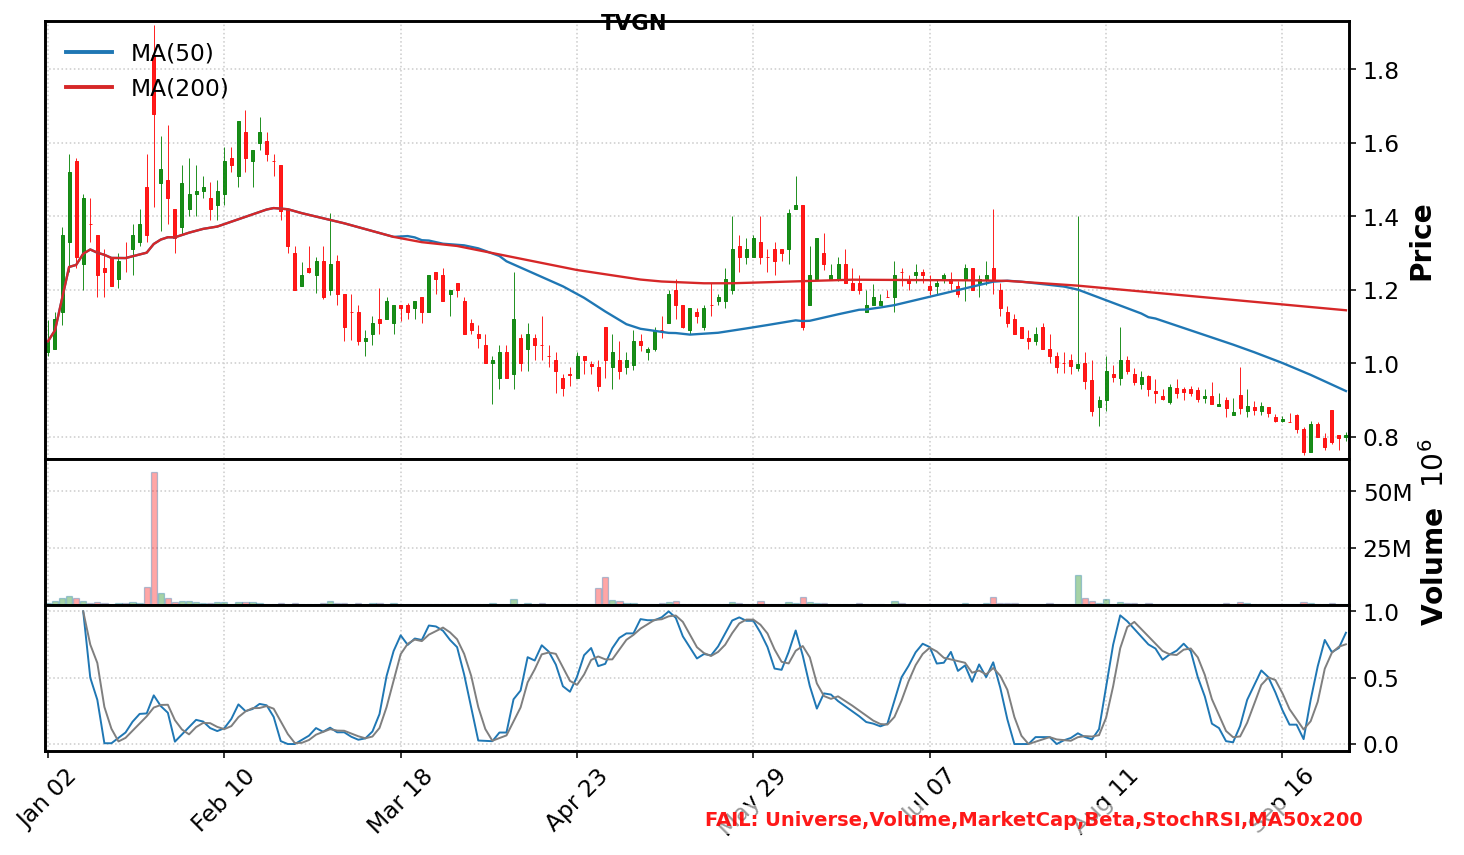 TVGN
MA(50)
MA(200)
1.8
1.6
1.4
1.2
1.0
0.8
Price
50M
25M
Volume 10^6
1.0
0.5
0.0
Jan 02
Feb 10
Mar 18
Apr 23
May 29
Jul 07
Aug 11
Sep 16
FAIL: Universe,Volume,MarketCap,Beta,StochRSI,MA50x200